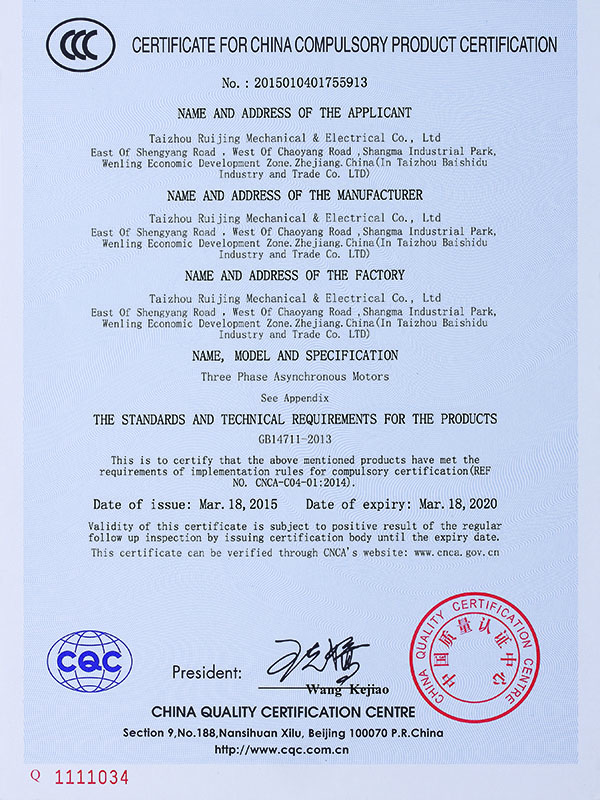 CCC
CERTIFICATE FOR CHINA COMPULSORY PRODUCT CERTIFICATION
No. : 2015010401755913
NAME AND ADDRESS OF THE APPLICANT
Taizhou Ruijing Mechanical & Electrical Co., Ltd
East Of Shengyang Road , West Of Chaoyang Road ,Shangma Industrial Park,
Wenling Economic Development Zone.Zhejiang.China(In Taizhou Baishidu
Industry and Trade Co. LTD)
NAME AND ADDRESS OF THE MANUFACTURER
Taizhou Ruijing Mechanical & Electrical Co., Ltd
East Of Shengyang Road , West Of Chaoyang Road ,Shangma Industrial Park,
Wenling Economic Development Zone.Zhejiang.China(In Taizhou Baishidu
Industry and Trade Co. LTD)
NAME AND ADDRESS OF THE FACTORY
Taizhou Ruijing Mechanical & Electrical Co., Ltd
East Of Shengyang Road , West Of Chaoyang Road ,Shangma Industrial Park,
Wenling Economic Development Zone.Zhejiang.China(In Taizhou Baishidu
Industry and Trade Co. LTD)
NAME, MODEL AND SPECIFICATION
Three Phase Asynchronous Motors
See Appendix
THE STANDARDS AND TECHNICAL REQUIREMENTS FOR THE PRODUCTS
GB14711-2013
This is to certify that the above mentioned products have met the
requirements of implementation rules for compulsory certification(REF
NO. CNCA-C04-01:2014).
Date of issue: Mar.18,2015 Date of expiry: Mar.18,2020
Validity of this certificate is subject to positive result of the regular
follow up inspection by issuing certification body until the expiry date.
This certificate can be verified through CNCA's website: www.cnca.gov.cn
CQC
President:
王克娇
Wang Kejiao
CHINA QUALITY CERTIFICATION CENTRE
中国质量认证中心
CHINA QUALITY CERTIFICATION CENTRE
Section 9,No.188,Nansihuan Xilu, Beijing 100070 P.R.China
http://www.cqc.com.cn
Q 1111034